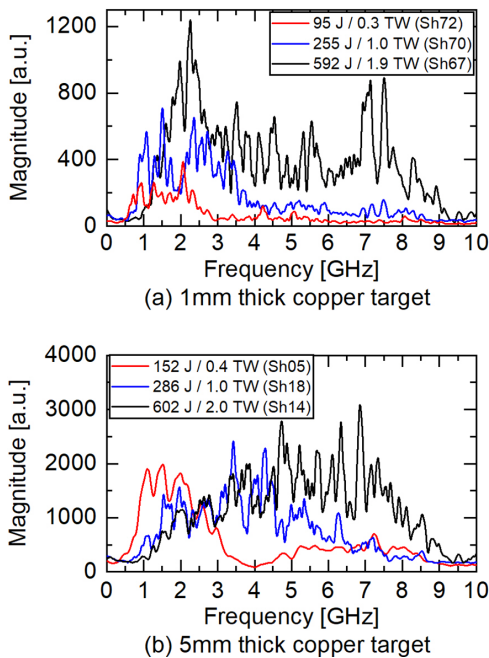 95 J / 0.3 TW (Sh72)
255 J / 1.0 TW (Sh70)
592 J / 1.9 TW (Sh67)
Magnitude [a.u.]
1200
800
400
0
0 1 2 3 4 5 6 7 8 9 10
Frequency [GHz]
(a) 1mm thick copper target
152 J / 0.4 TW (Sh05)
286 J / 1.0 TW (Sh18)
602 J / 2.0 TW (Sh14)
Magnitude [a.u.]
4000
3000
2000
1000
0
0 1 2 3 4 5 6 7 8 9 10
Frequency [GHz]
(b) 5mm thick copper target